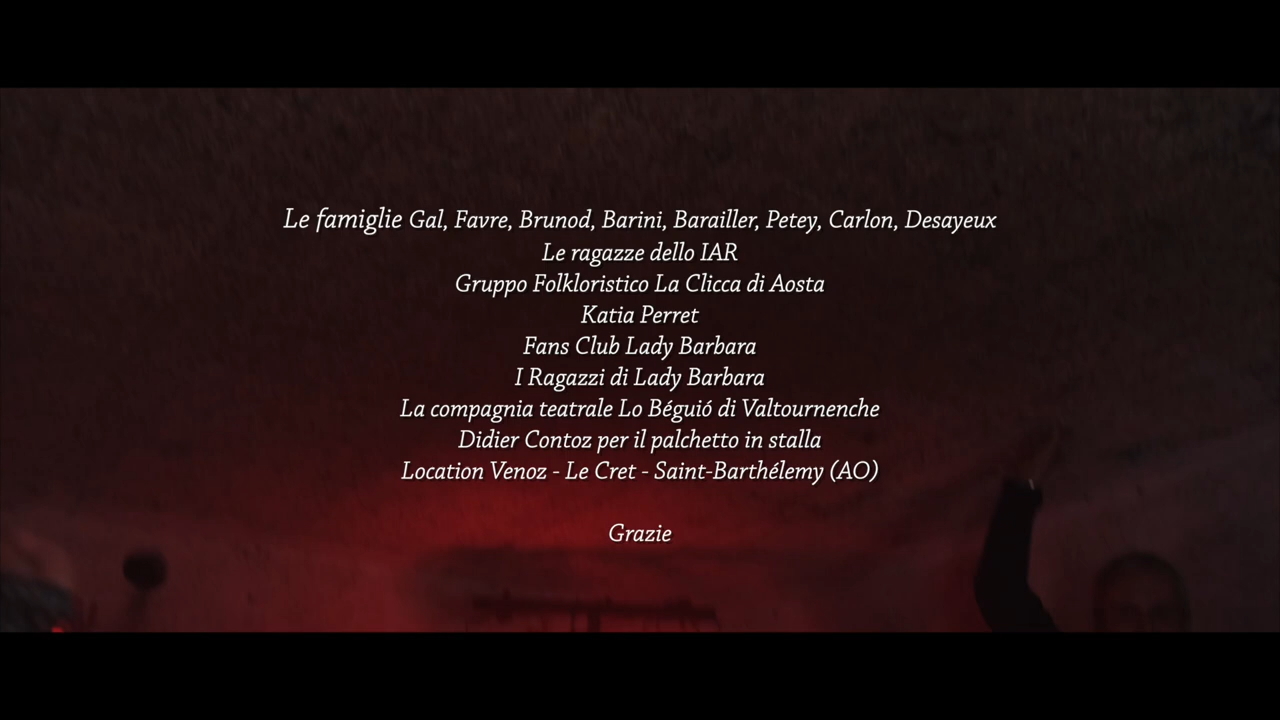 Le famiglie Gal, Favre, Brunod, Barini, Barailler, Petey, Carlon, Desayeux
Le ragazze dello IAR
Gruppo Folkloristico La Clicca di Aosta
Katia Perret
Fans Club Lady Barbara
I Ragazzi di Lady Barbara
La compagnia teatrale Lo Béguió di Valtournenche
Didier Contoz per il palchetto in stalla
Location Venoz - Le Cret - Saint-Barthélemy (AO)
Grazie